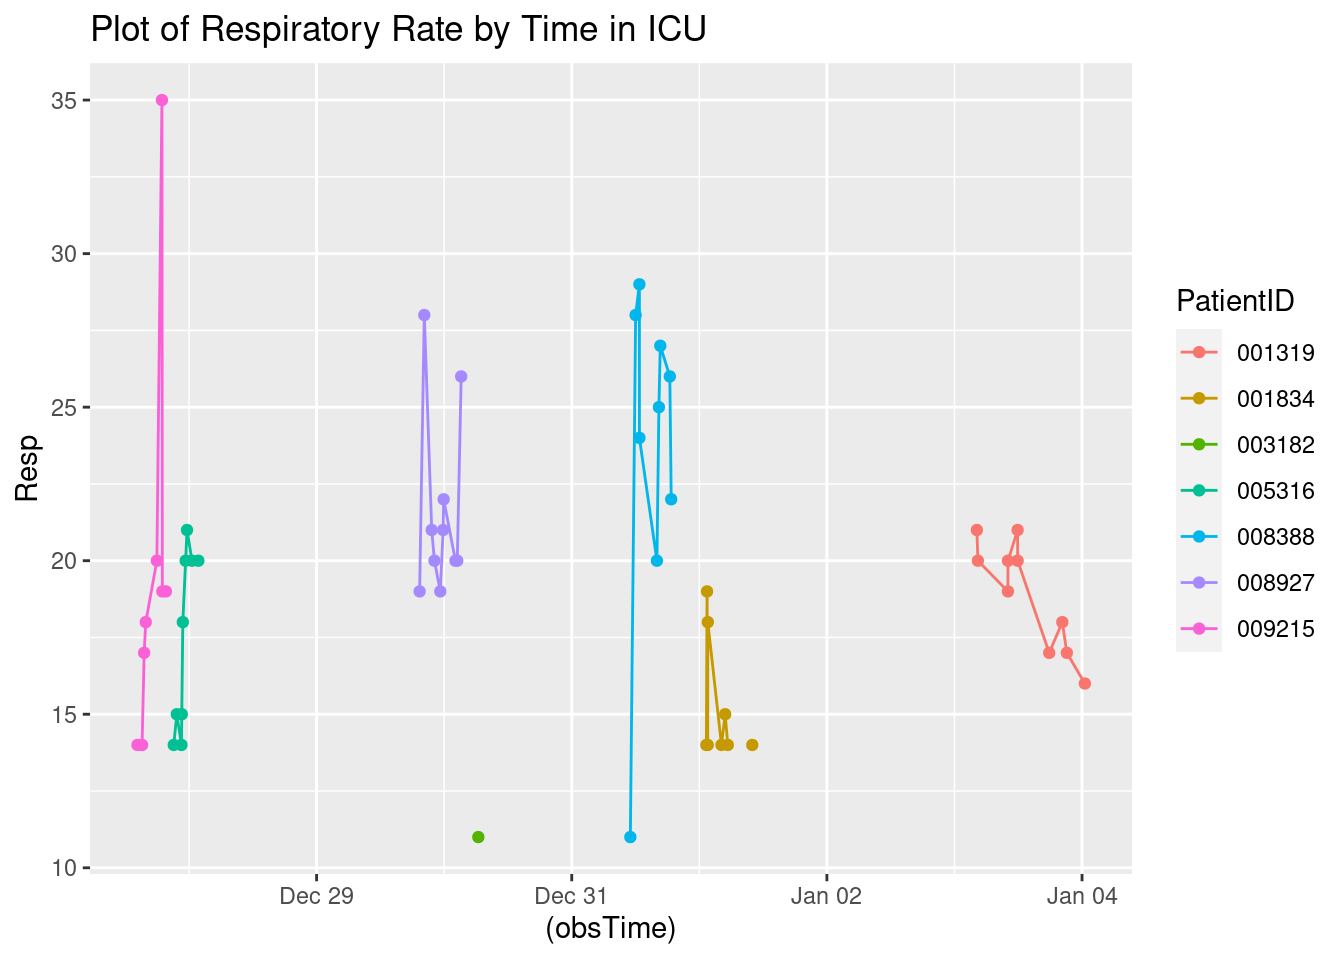 Plot of Respiratory Rate by Time in ICU
35
30
25
20
15
10
Resp
Dec 29
Dec 31
Jan 02
Jan 04
(obsTime)
PatientID
001319
001834
003182
005316
008388
008927
009215